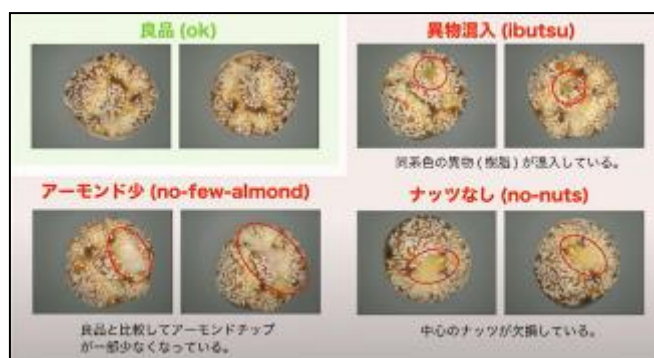 良品 (ok)
異物混入 (ibutsu)
同系色の異物(樹脂)が混入している。
アーモンド少 (no-few-almond)
ナッツなし (no-nuts)
良品と比較してアーモンドチップ
が一部少なくなっている。
中心のナッツが欠損している。